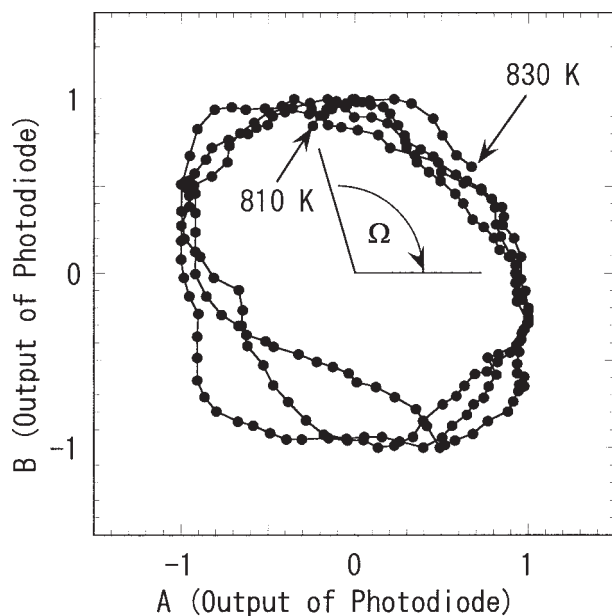 830 K
1
810 K
Ω
0
-1
-1
0
1
B (Output of Photodiode)
A (Output of Photodiode)